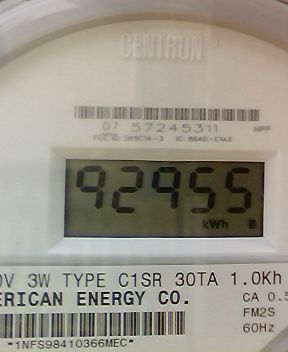 CENTRON®
07 57245311 HPP
92955
kWh
0V 3W TYPE C1SR 30TA 1.0Kh
ERICAN ENERGY CO.
CA 0.5
FM2S
60Hz
*1NFS98410366MEC*